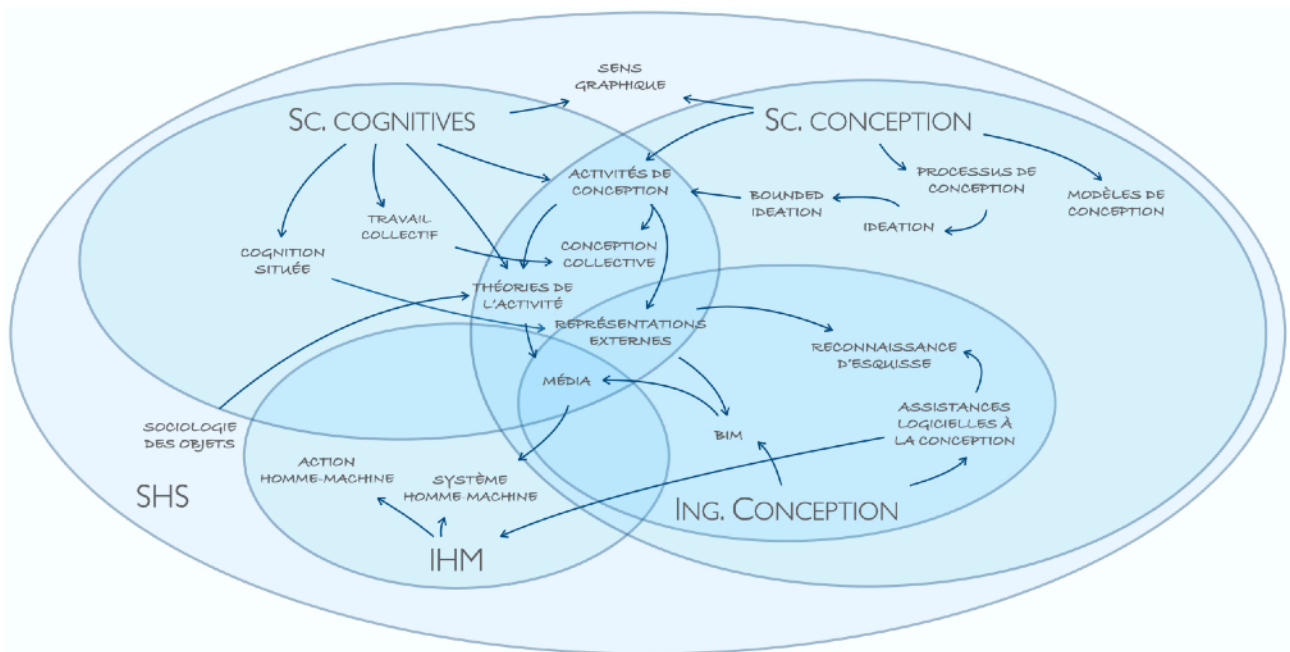 SENS
GRAPHIQUE
SC. COGNITIVES
SC. CONCEPTION
ACTIVITÉS DE
CONCEPTION
PROCESSUS DE
CONCEPTION
BOUNDED
IDEATION
MODÈLES DE
CONCEPTION
TRAVAIL
COLLECTIF
IDEATION
COGNITION
SITUÉE
CONCEPTION
COLLECTIVE
THÉORIES DE
L'ACTIVITÉ
REPRÉSENTATIONS
EXTERNES
RECONNAISSANCE
D'ESQUISSE
MÉDIA
SOCIOLOGIE
DES OBJETS
ASSISTANCES
LOGICIELLES À
LA CONCEPTION
BIM
ACTION
HOMME-MACHINE
SYSTÈME
HOMME-MACHINE
SHS
ING. CONCEPTION
IHM